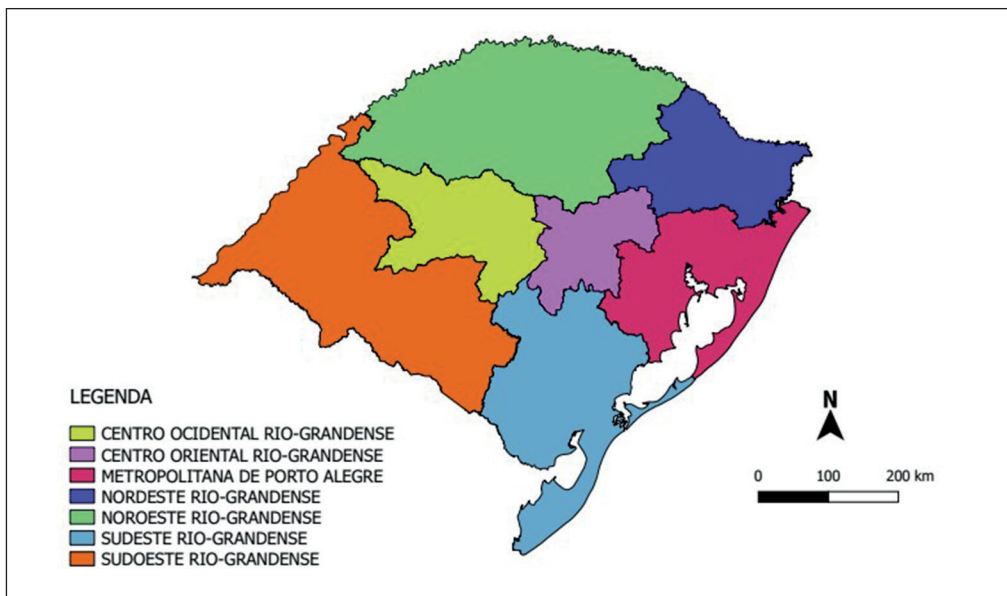 LEGENDA
CENTRO OCIDENTAL RIO-GRANDENSE
CENTRO ORIENTAL RIO-GRANDENSE
METROPOLITANA DE PORTO ALEGRE
NORDESTE RIO-GRANDENSE
NOROESTE RIO-GRANDENSE
SUDESTE RIO-GRANDENSE
SUDOESTE RIO-GRANDENSE
N
0 100 200 km